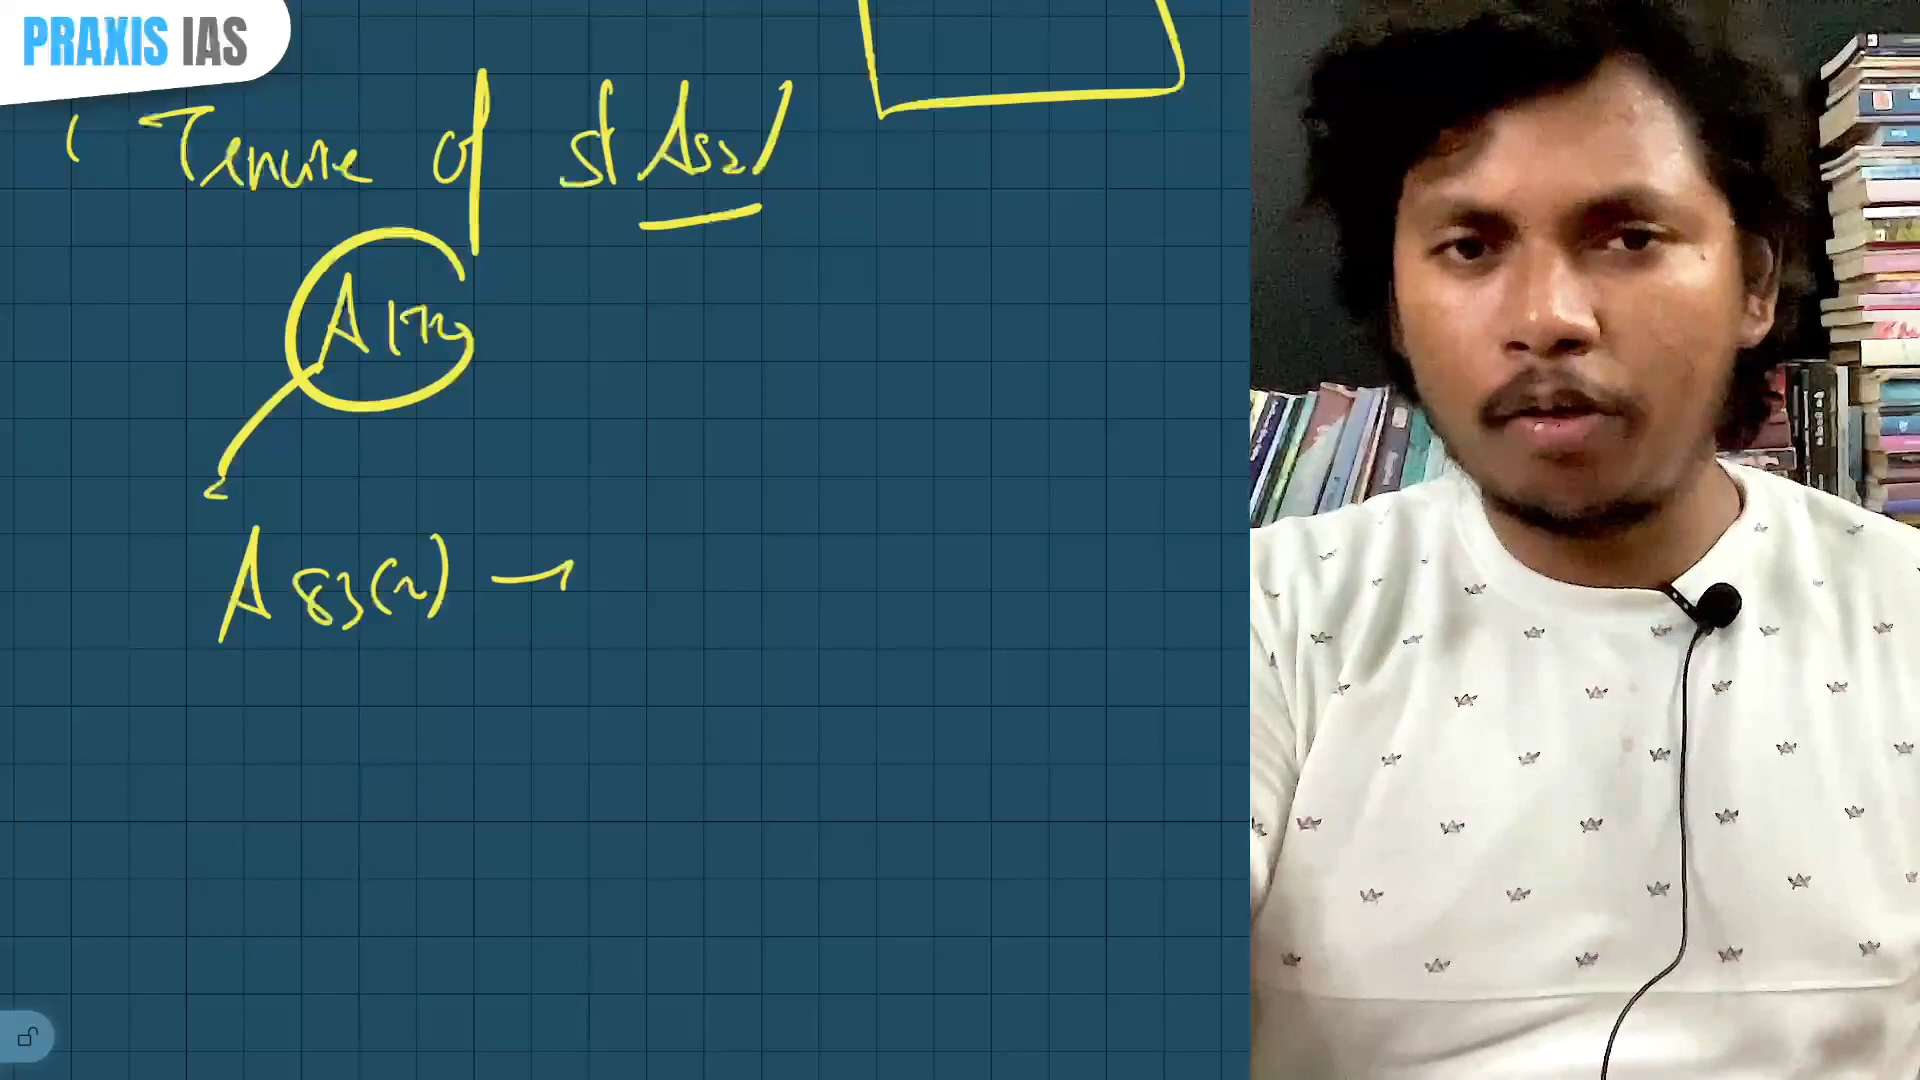 PRAXIS IAS
( Tenure of st Ass)
A 172
A 83(2) →